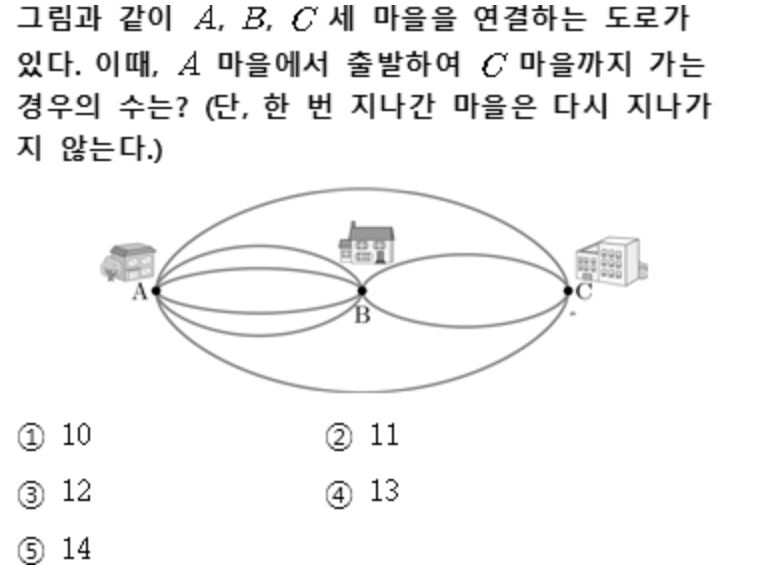 그림과 같이 A, B, C 세 마을을 연결하는 도로가
있다. 이때, A 마을에서 출발하여 C 마을까지 가는
경우의 수는? (단, 한 번 지나간 마을은 다시 지나가
지 않는다.)
A
B
C
① 10
② 11
③ 12
④ 13
⑤ 14